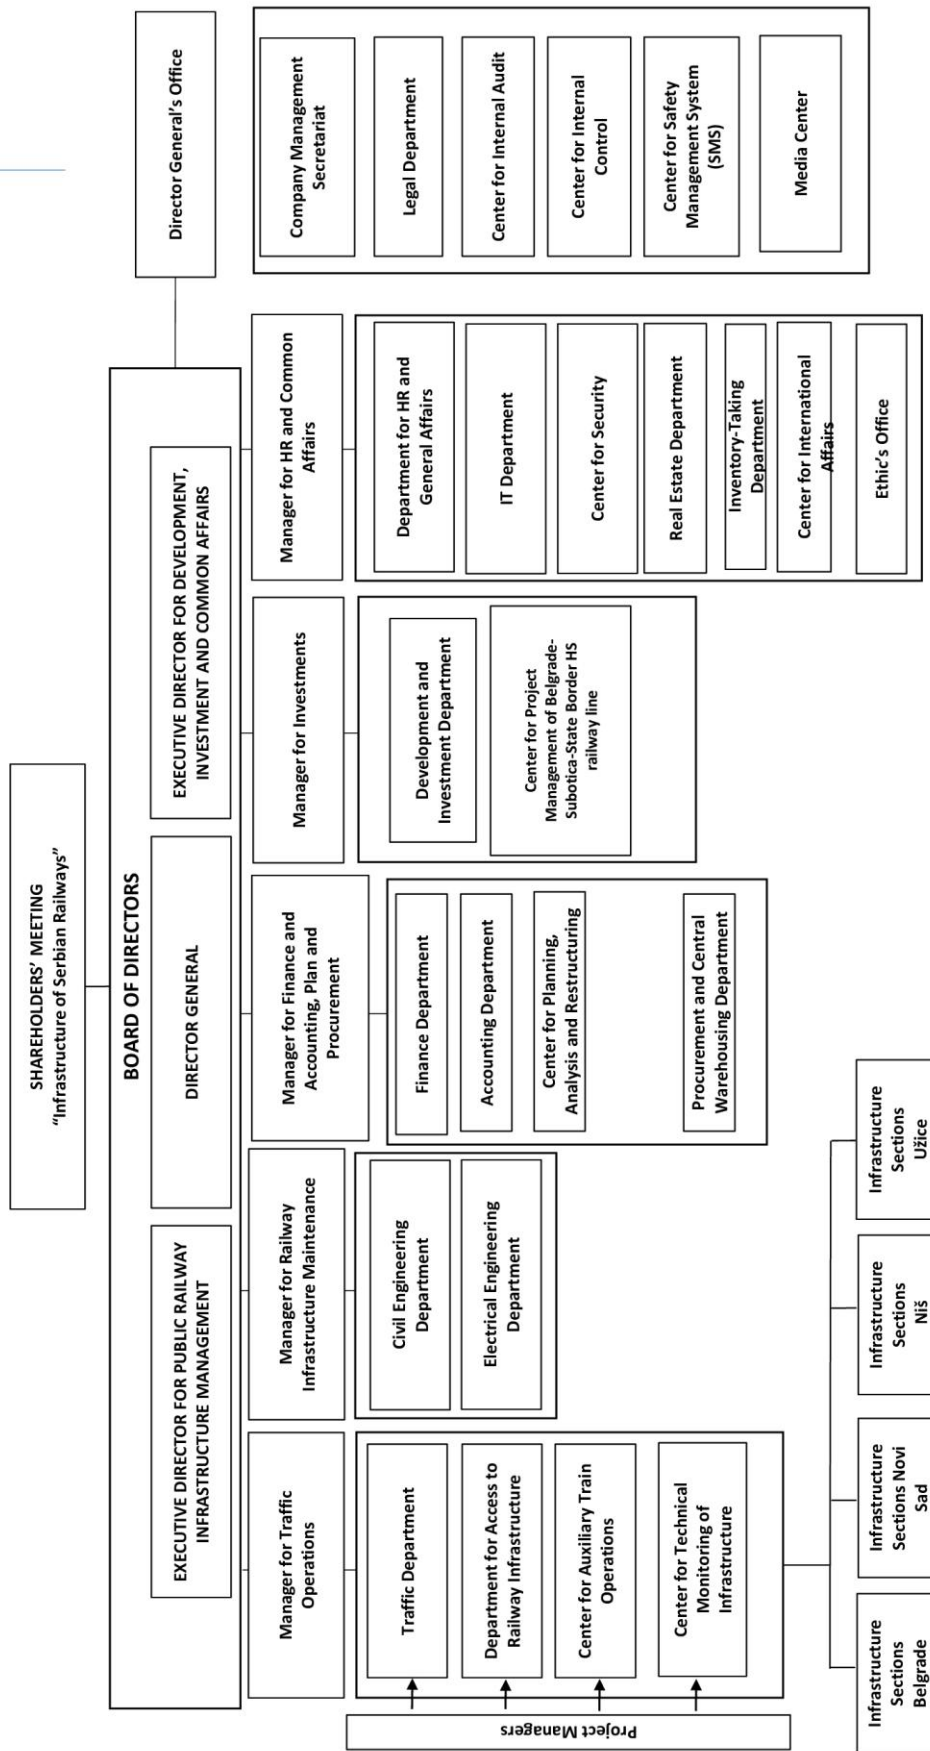 SHAREHOLDERS' MEETING
“Infrastructure of Serbian Railways”
BOARD OF DIRECTORS
EXECUTIVE DIRECTOR FOR PUBLIC RAILWAY
INFRASTRUCTURE MANAGEMENT
DIRECTOR GENERAL
EXECUTIVE DIRECTOR FOR DEVELOPMENT,
INVESTMENT AND COMMON AFFAIRS
Director General's Office
Manager for Traffic
Operations
Manager for Railway
Infrastructure Maintenance
Manager for Finance and
Accounting, Plan and
Procurement
Manager for Investments
Manager for HR and Common
Affairs
Project Managers
Traffic Department
Department for Access to
Railway Infrastructure
Center for Auxiliary Train
Operations
Center for Technical
Monitoring of
Infrastructure
Civil Engineering
Department
Electrical Engineering
Department
Finance Department
Accounting Department
Center for Planning,
Analysis and Restructuring
Procurement and Central
Warehousing Department
Development and
Investment Department
Center for Project
Management of Belgrade-
Subotica-State Border HS
railway line
Department for HR and
General Affairs
IT Department
Center for Security
Real Estate Department
Inventory-Taking
Department
Center for International
Affairs
Ethic's Office
Company Management
Secretariat
Legal Department
Center for Internal Audit
Center for Internal
Control
Center for Safety
Management System
(SMS)
Media Center
Infrastructure
Sections
Belgrade
Infrastructure
Sections Novi
Sad
Infrastructure
Sections
Niš
Infrastructure
Sections
Užice